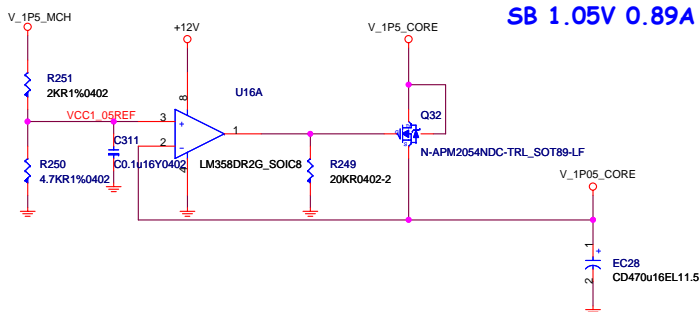 SB 1.05V 0.89A
V_1P5_MCH
+12V
V_1P5_CORE
R251
2KR1%0402
U16A
8
Q32
VCC1_05REF
3
+
1
C311
2
-
N-APM2054NDC-TRL_SOT89-LF
R250
C0.1u16Y0402
4
LM358DR2G_SOIC8
R249
4.7KR1%0402
20KR0402-2
V_1P05_CORE
1
+
EC28
2
CD470u16EL11.5